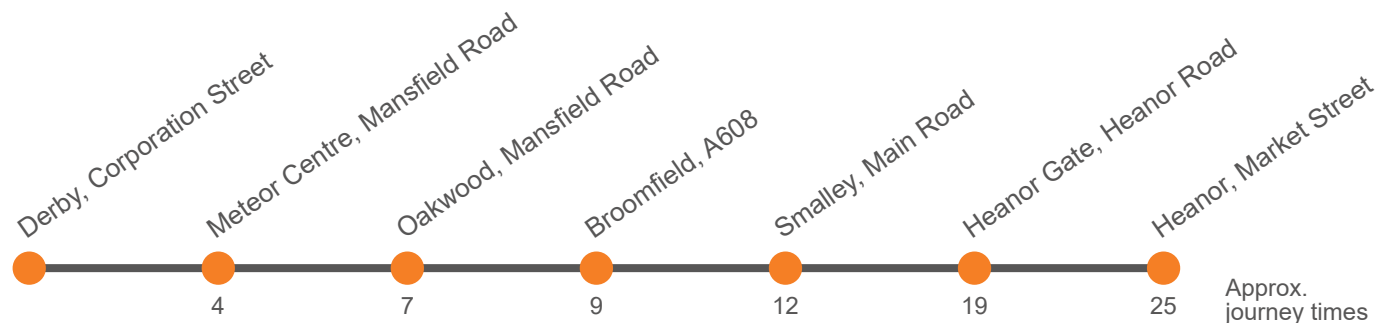 Derby, Corporation Street
Meteor Centre, Mansfield Road
Oakwood, Mansfield Road
Broomfield, A608
Smalley, Main Road
Heanor Gate, Heanor Road
Heanor, Market Street
4
7
9
12
19
25
Approx.
journey times